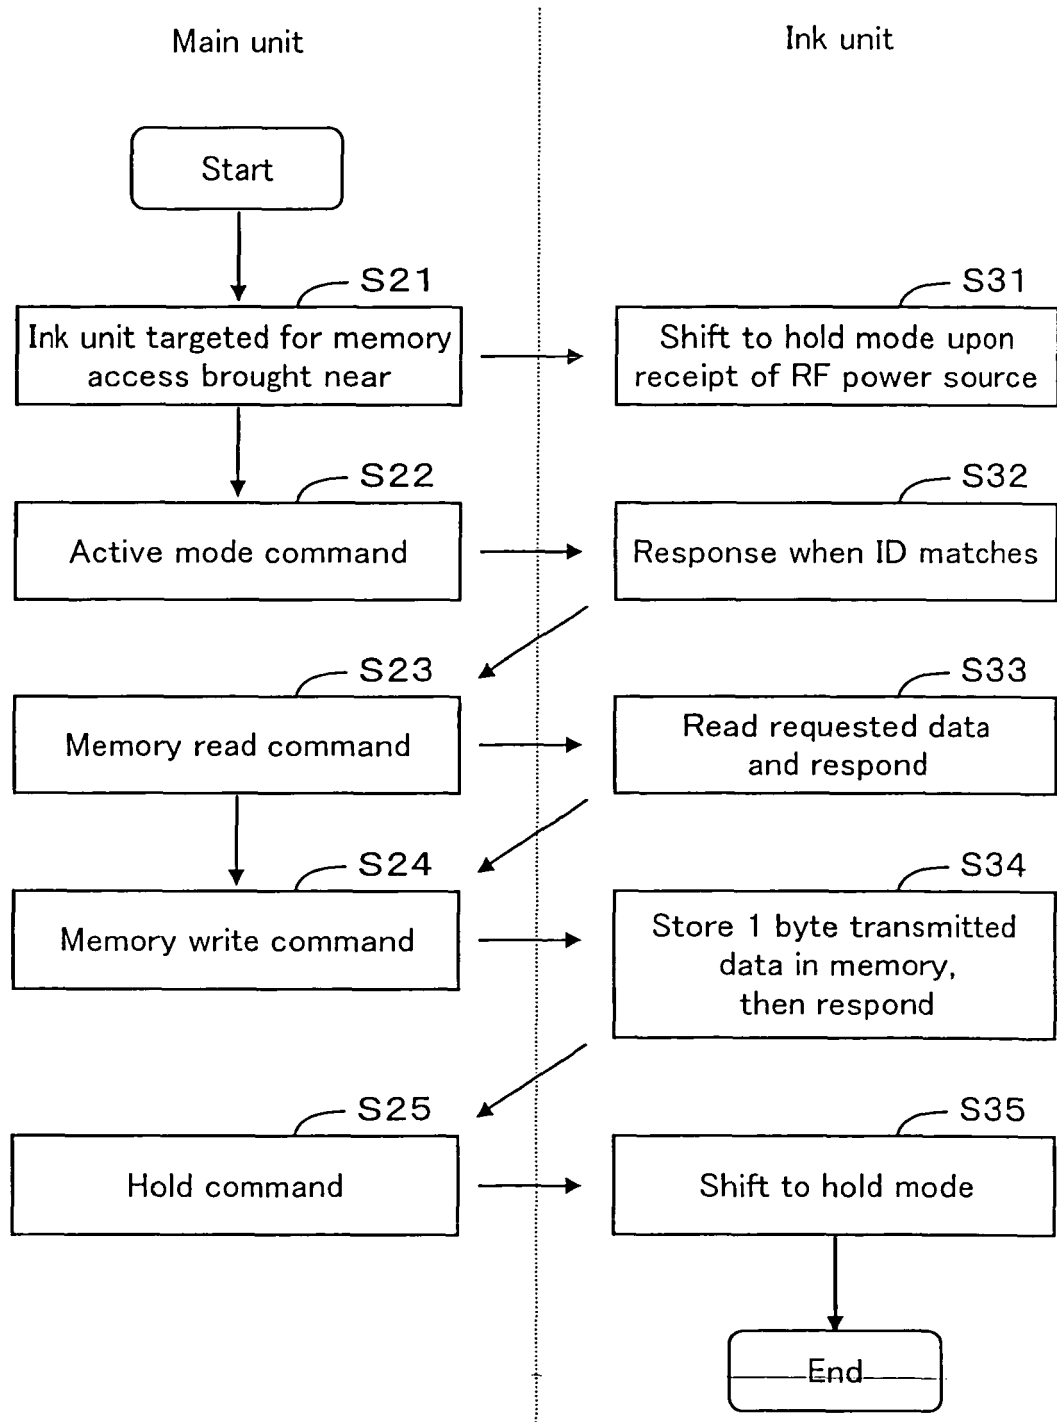 Main unit
Ink unit
Start
S21
S31
Ink unit targeted for memory
access brought near
Shift to hold mode upon
receipt of RF power source
S22
S32
Active mode command
Response when ID matches
S23
S33
Memory read command
Read requested data
and respond
S24
S34
Memory write command
Store 1 byte transmitted
data in memory,
then respond
S25
S35
Hold command
Shift to hold mode
End